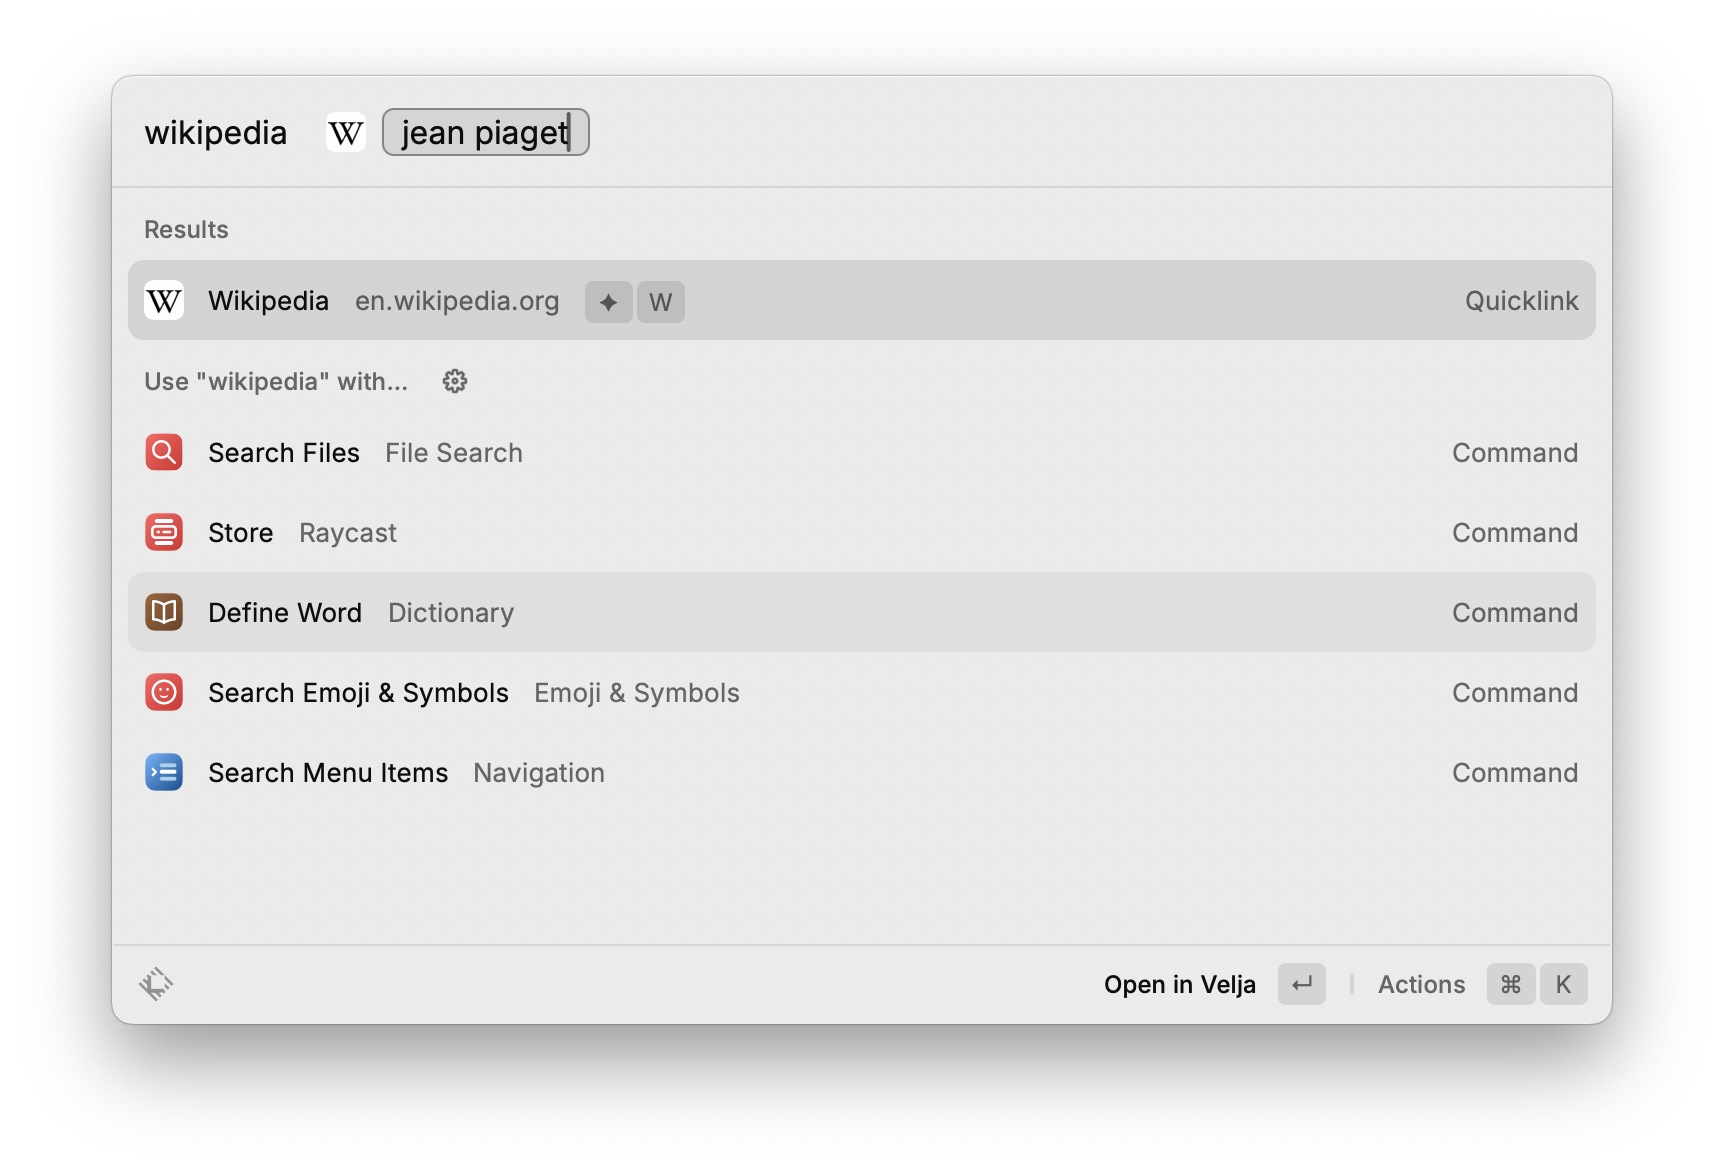 wikipedia W jean piaget
Results
W Wikipedia en.wikipedia.org ✦ W Quicklink
Use "wikipedia" with...
Search Files File Search Command
Store Raycast Command
Define Word Dictionary Command
Search Emoji & Symbols Emoji & Symbols Command
Search Menu Items Navigation Command
Open in Velja ↵ | Actions ⌘ K